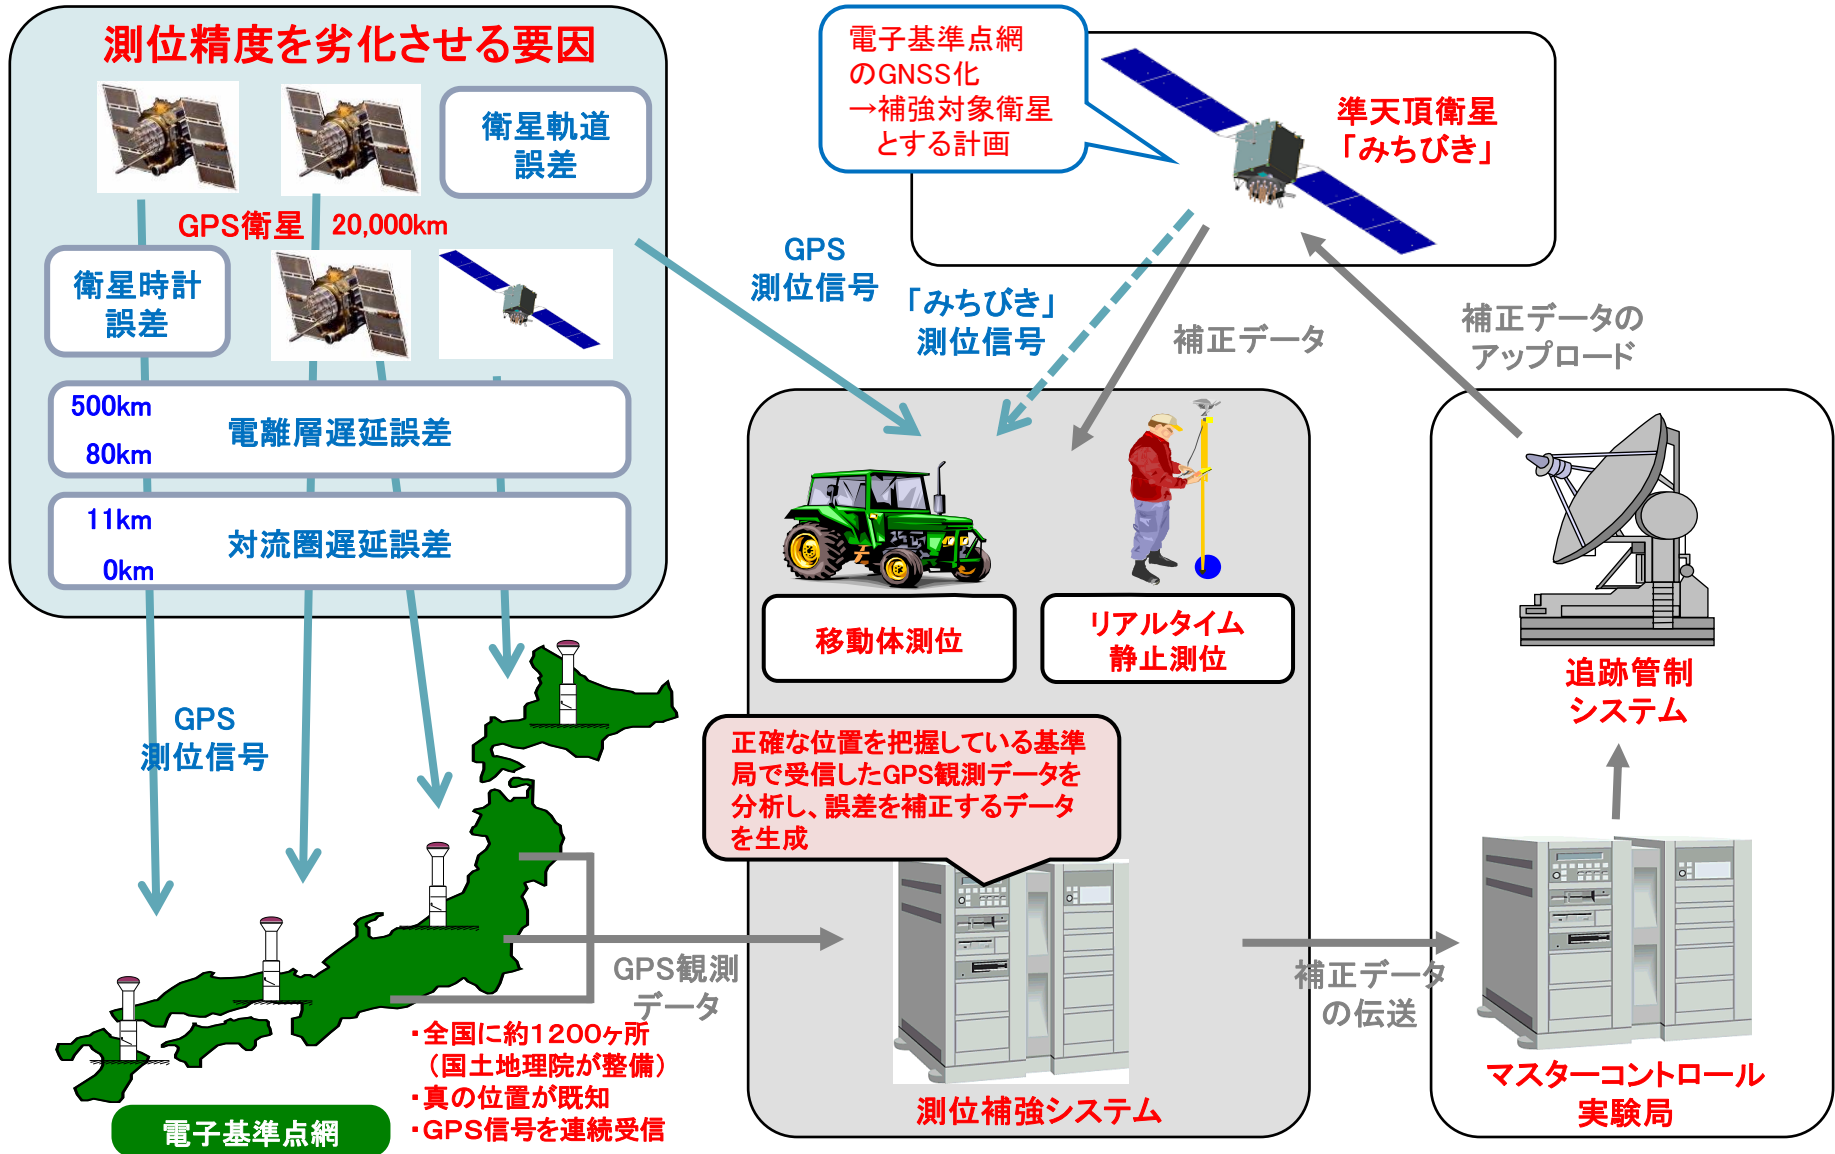 測位精度を劣化させる要因
衛星軌道
誤差
GPS衛星 20,000km
衛星時計
誤差
500km
電離層遅延誤差
80km
11km
対流圏遅延誤差
0km
GPS
測位信号
電子基準点網
・全国に約1200ヶ所
（国土地理院が整備）
・真の位置が既知
・GPS信号を連続受信
GPS観測
データ
電子基準点網
のGNSS化
→補強対象衛星
とする計画
準天頂衛星
「みちびき」
GPS
測位信号
「みちびき」
測位信号
補正データ
補正データの
アップロード
移動体測位
リアルタイム
静止測位
正確な位置を把握している基準
局で受信したGPS観測データを
分析し、誤差を補正するデータ
を生成
測位補強システム
補正データ
の伝送
追跡管制
システム
マスターコントロール
実験局